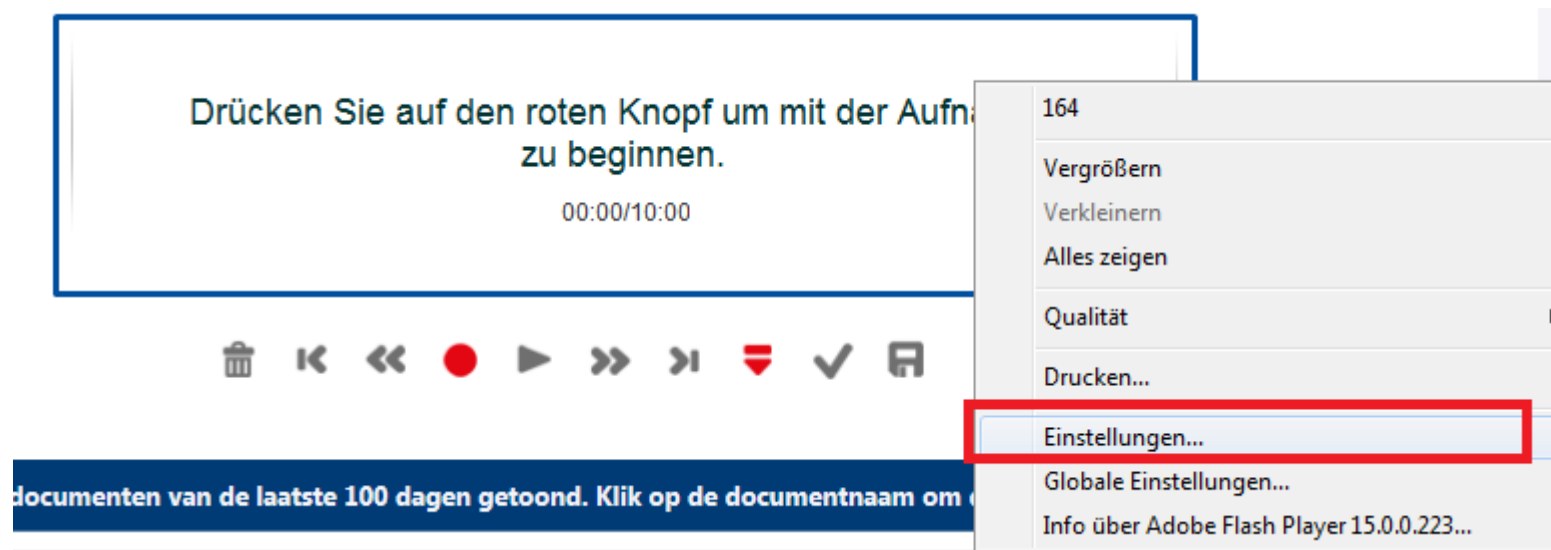 Drücken Sie auf den roten Knopf um mit der
zu beginnen.
00:00/10:00
164
Vergrößern
Verkleinern
Alles zeigen
Qualität
Drucken...
Einstellungen...
Globale Einstellungen...
Info über Adobe Flash Player 15.0.0.223...
documenten van de laatste 100 dagen getoond. Klik op de documentnaam om